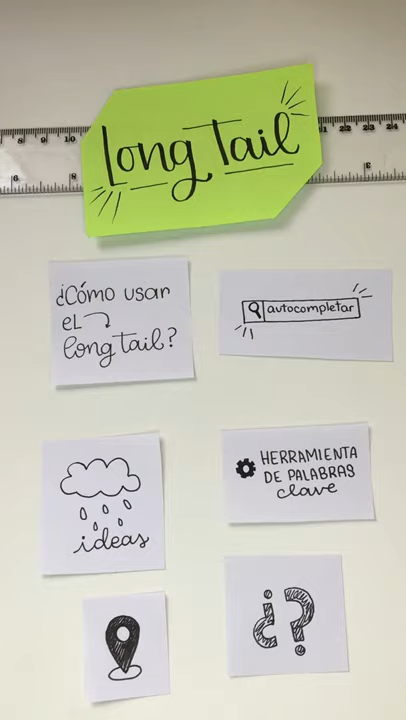 Long Tail
¿Cómo usar
el
long Tail?
autocompletar
ideas
HERRAMIENTA
DE PALABRAS
clave
¿?